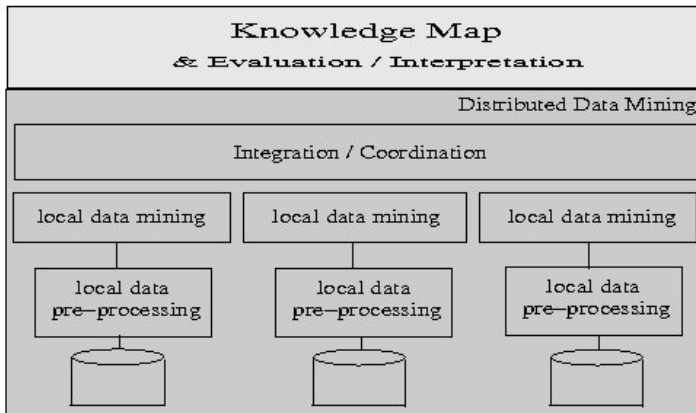 Knowledge Map
& Evaluation / Interpretation
Distributed Data Mining
Integration / Coordination
local data mining
local data mining
local data mining
local data
pre-processing
local data
pre-processing
local data
pre-processing